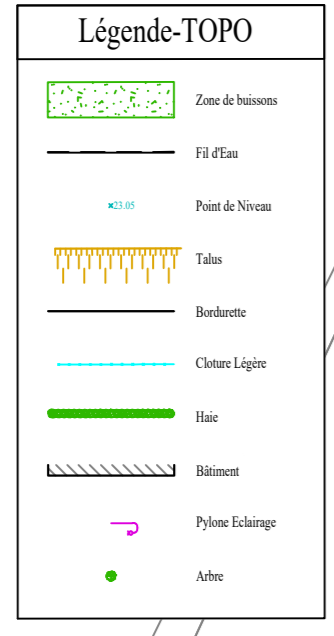 Légende-TOPO
Zone de buissons
Fil d'Eau
×23.05 Point de Niveau
Talus
Bordurette
Cloture Légère
Haie
Bâtiment
Pylone Eclairage
Arbre